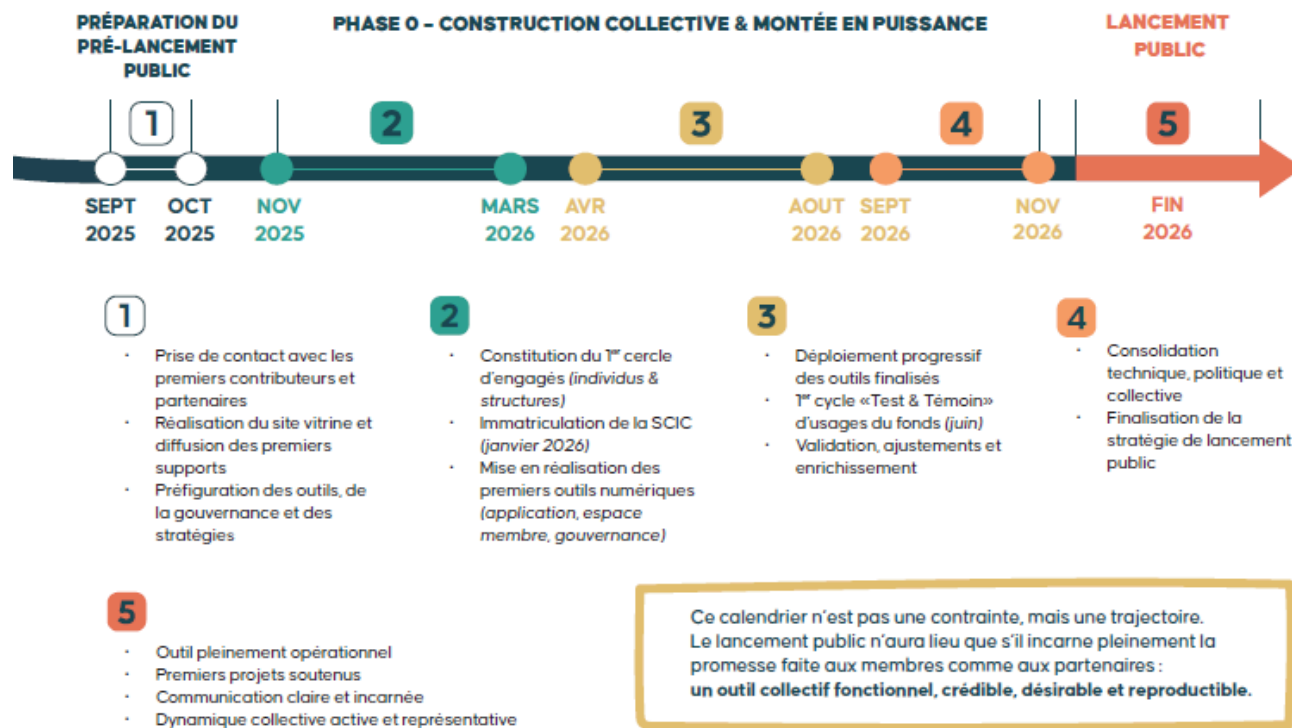 PRÉPARATION DU
PRÉ-LANCEMENT
PUBLIC
PHASE 0 – CONSTRUCTION COLLECTIVE & MONTÉE EN PUISSANCE
LANCEMENT
PUBLIC
1
2
3
4
5
SEPT
2025
OCT
2025
NOV
2025
MARS
2026
AVR
2026
AOUT
2026
SEPT
2026
NOV
2026
FIN
2026
1
· Prise de contact avec les
premiers contributeurs et
partenaires
· Réalisation du site vitrine et
diffusion des premiers
supports
· Préfiguration des outils, de
la gouvernance et des
stratégies
2
· Constitution du 1er cercle
d'engagés (individus &
structures)
· Immatriculation de la SCIC
(janvier 2026)
· Mise en réalisation des
premiers outils numériques
(application, espace
membre, gouvernance)
3
· Déploiement progressif
des outils finalisés
· 1er cycle «Test & Témoin»
d'usages du fonds (juin)
· Validation, ajustements et
enrichissement
4
· Consolidation
technique, politique et
collective
· Finalisation de la
stratégie de lancement
public
5
· Outil pleinement opérationnel
· Premiers projets soutenus
· Communication claire et incarnée
· Dynamique collective active et représentative
Ce calendrier n'est pas une contrainte, mais une trajectoire.
Le lancement public n'aura lieu que s'il incarne pleinement la
promesse faite aux membres comme aux partenaires :
un outil collectif fonctionnel, crédible, désirable et reproductible.